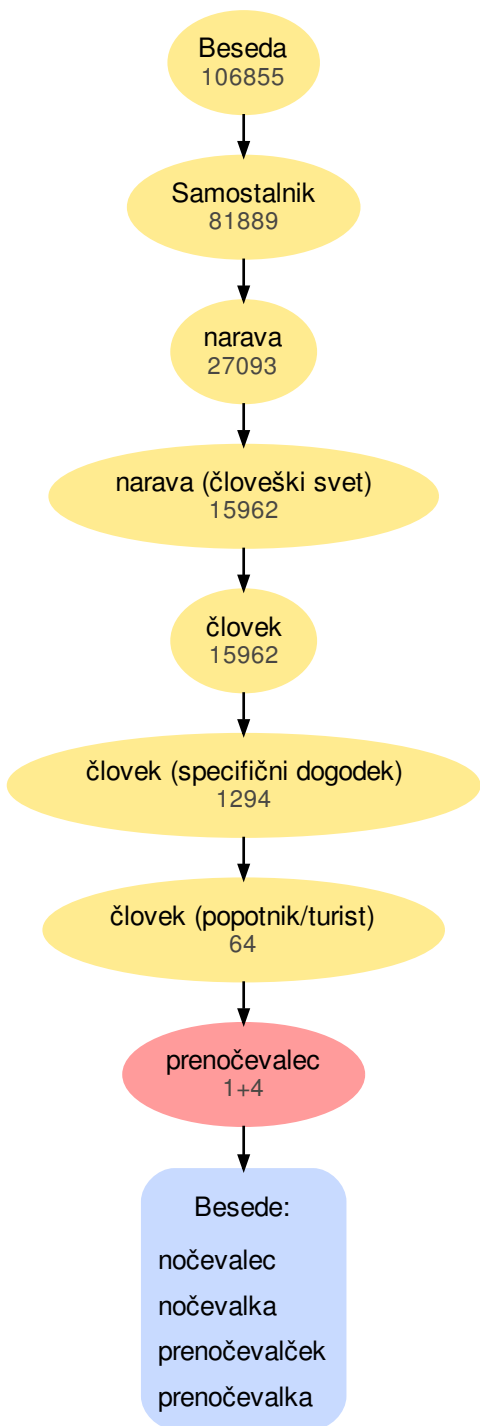 Beseda
106855
Samostalnik
81889
narava
27093
narava (človeški svet)
15962
človek
15962
človek (specifični dogodek)
1294
človek (popotnik/turist)
64
prenočevalec
1+4
Besede:
nočevalec
nočevalka
prenočevalček
prenočevalka